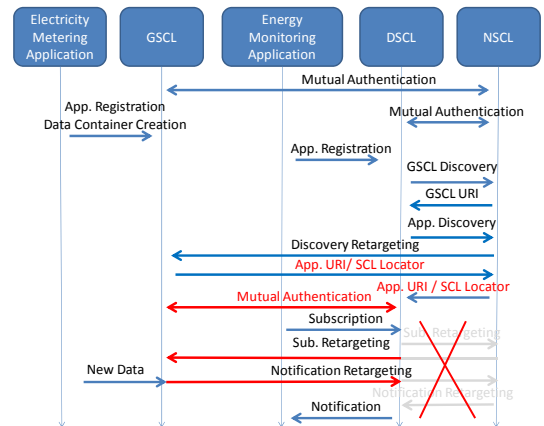 Electricity
Metering
Application
GSCL
Energy
Monitoring
Application
DSCL
NSCL
Mutual Authentication
App. Registration
Data Container Creation
Mutual Authentication
App. Registration
GSCL Discovery
GSCL URI
App. Discovery
Discovery Retargeting
App. URI/ SCL Locator
App. URI / SCL Locator
Mutual Authentication
Subscription
Sub. Retargeting
Sub. Retargeting
New Data
Notification Retargeting
Notification Retargeting
Notification